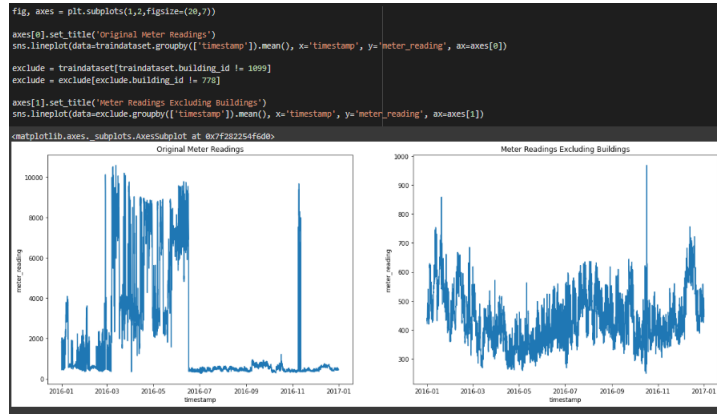 fig, axes = plt.subplots(1,2,figsize=(20,7))
axes[0].set_title('Original Meter Readings')
sns.lineplot(data=traindataset.groupby(['timestamp']).mean(), x='timestamp', y='meter_reading', ax=axes[0])
exclude = traindataset[traindataset.building_id != 1099]
exclude = exclude[exclude.building_id != 778]
axes[1].set_title('Meter Readings Excluding Buildings')
sns.lineplot(data=exclude.groupby(['timestamp']).mean(), x='timestamp', y='meter_reading', ax=axes[1])
<matplotlib.axes._subplots.AxesSubplot at 0x7f282254f6d0>
Original Meter Readings
10000
8000
6000
4000
2000
0
meter_reading
2016-01 2016-03 2016-05 2016-07 2016-09 2016-11 2017-01
timestamp
Meter Readings Excluding Buildings
1000
900
800
700
600
500
400
300
meter_reading
2016-01 2016-03 2016-05 2016-07 2016-09 2016-11 2017-01
timestamp